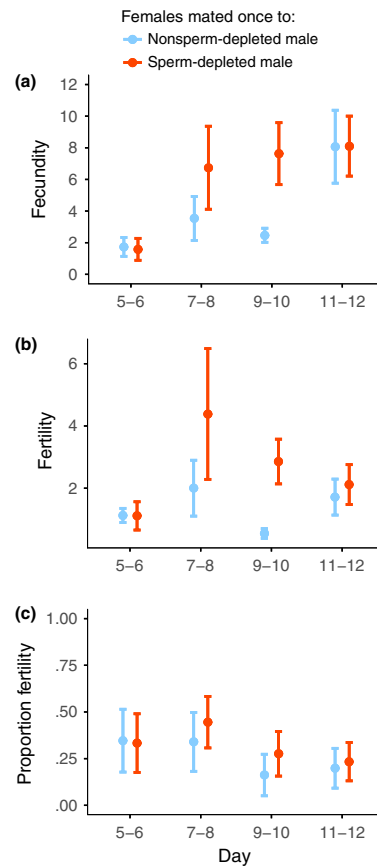 Females mated once to:
Nonsperm-depleted male
Sperm-depleted male
(a)
Fecundity
12
10
8
6
4
2
0
5–6 7–8 9–10 11–12
(b)
Fertility
6
4
2
5–6 7–8 9–10 11–12
(c)
Proportion fertility
1.00
.75
.50
.25
.00
5–6 7–8 9–10 11–12
Day